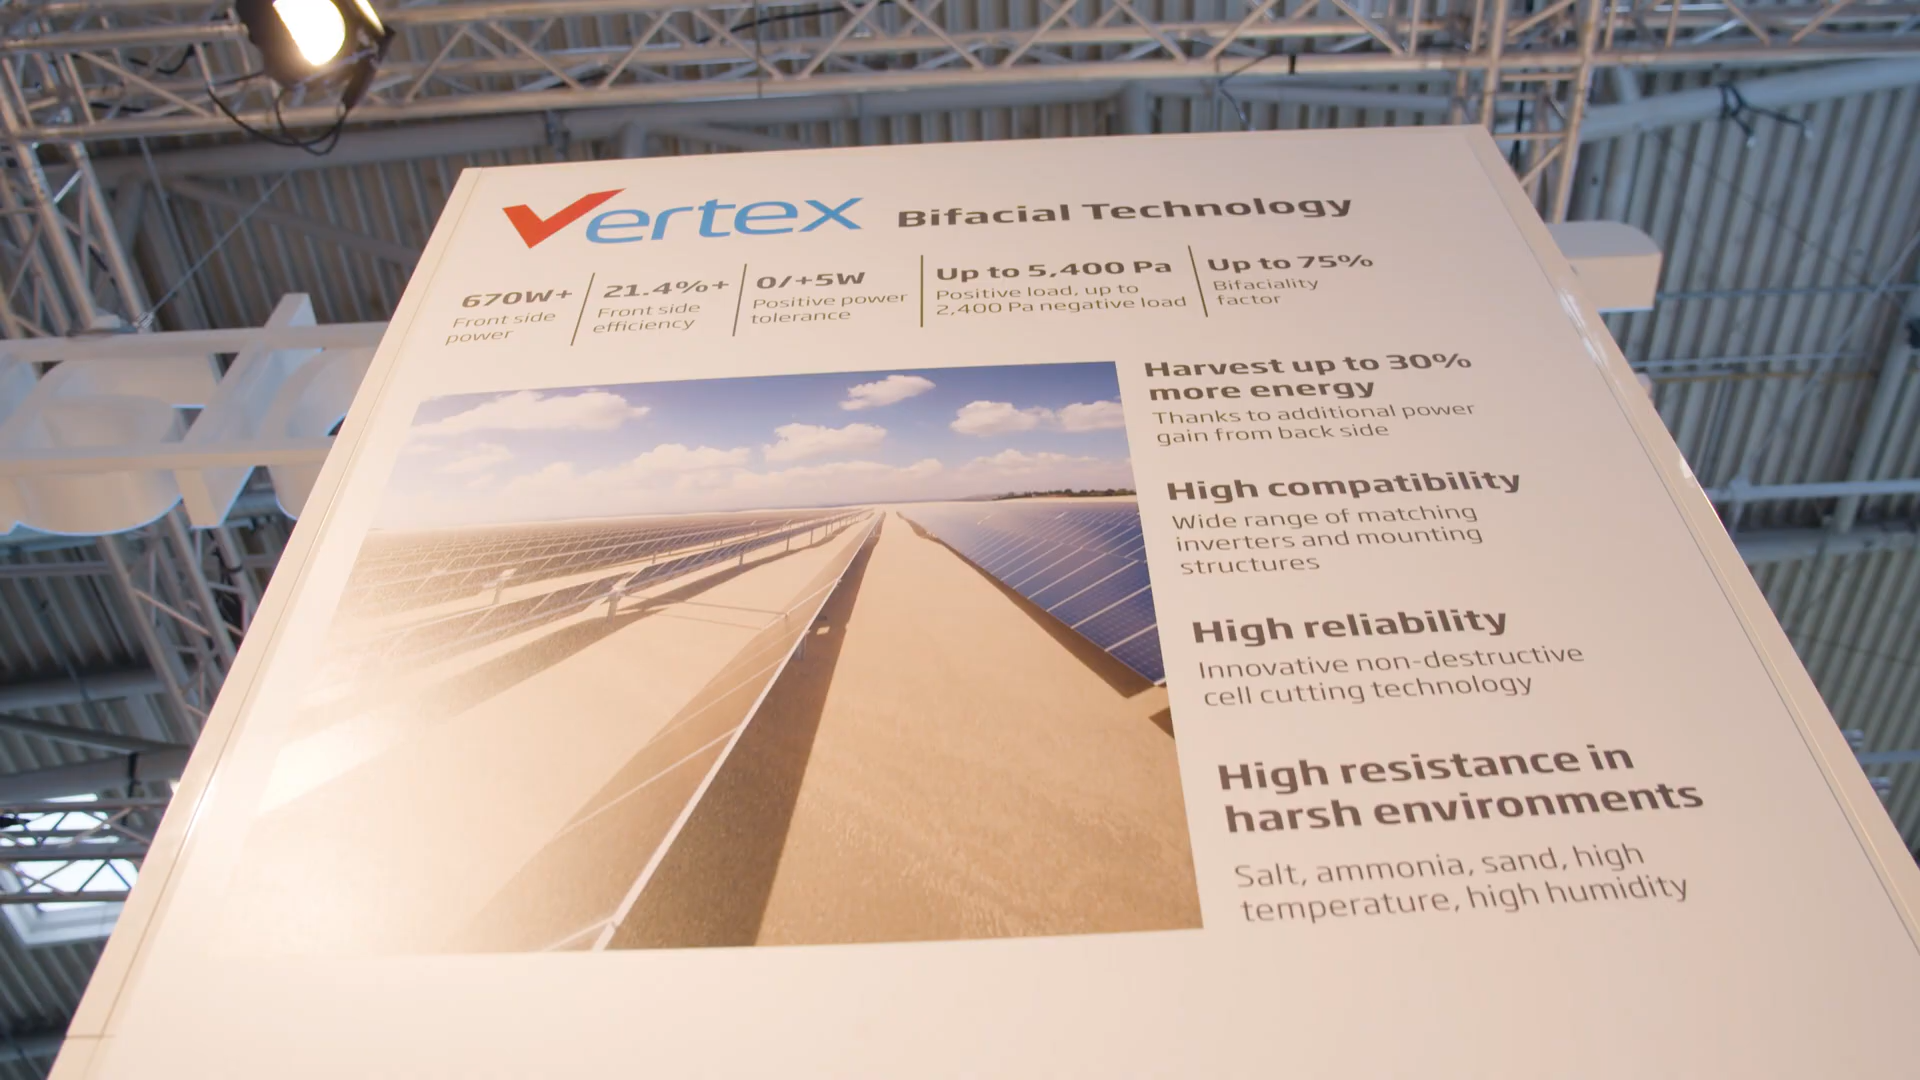 Vertex Bifacial Technology
670W+
Front side
power
21.4%+
Front side
efficiency
0/+5W
Positive power
tolerance
Up to 5,400 Pa
Positive load, up to
2,400 Pa negative load
Up to 75%
Bifaciality
factor
Harvest up to 30%
more energy
Thanks to additional power
gain from back side
High compatibility
Wide range of matching
inverters and mounting
structures
High reliability
Innovative non-destructive
cell cutting technology
High resistance in
harsh environments
Salt, ammonia, sand, high
temperature, high humidity